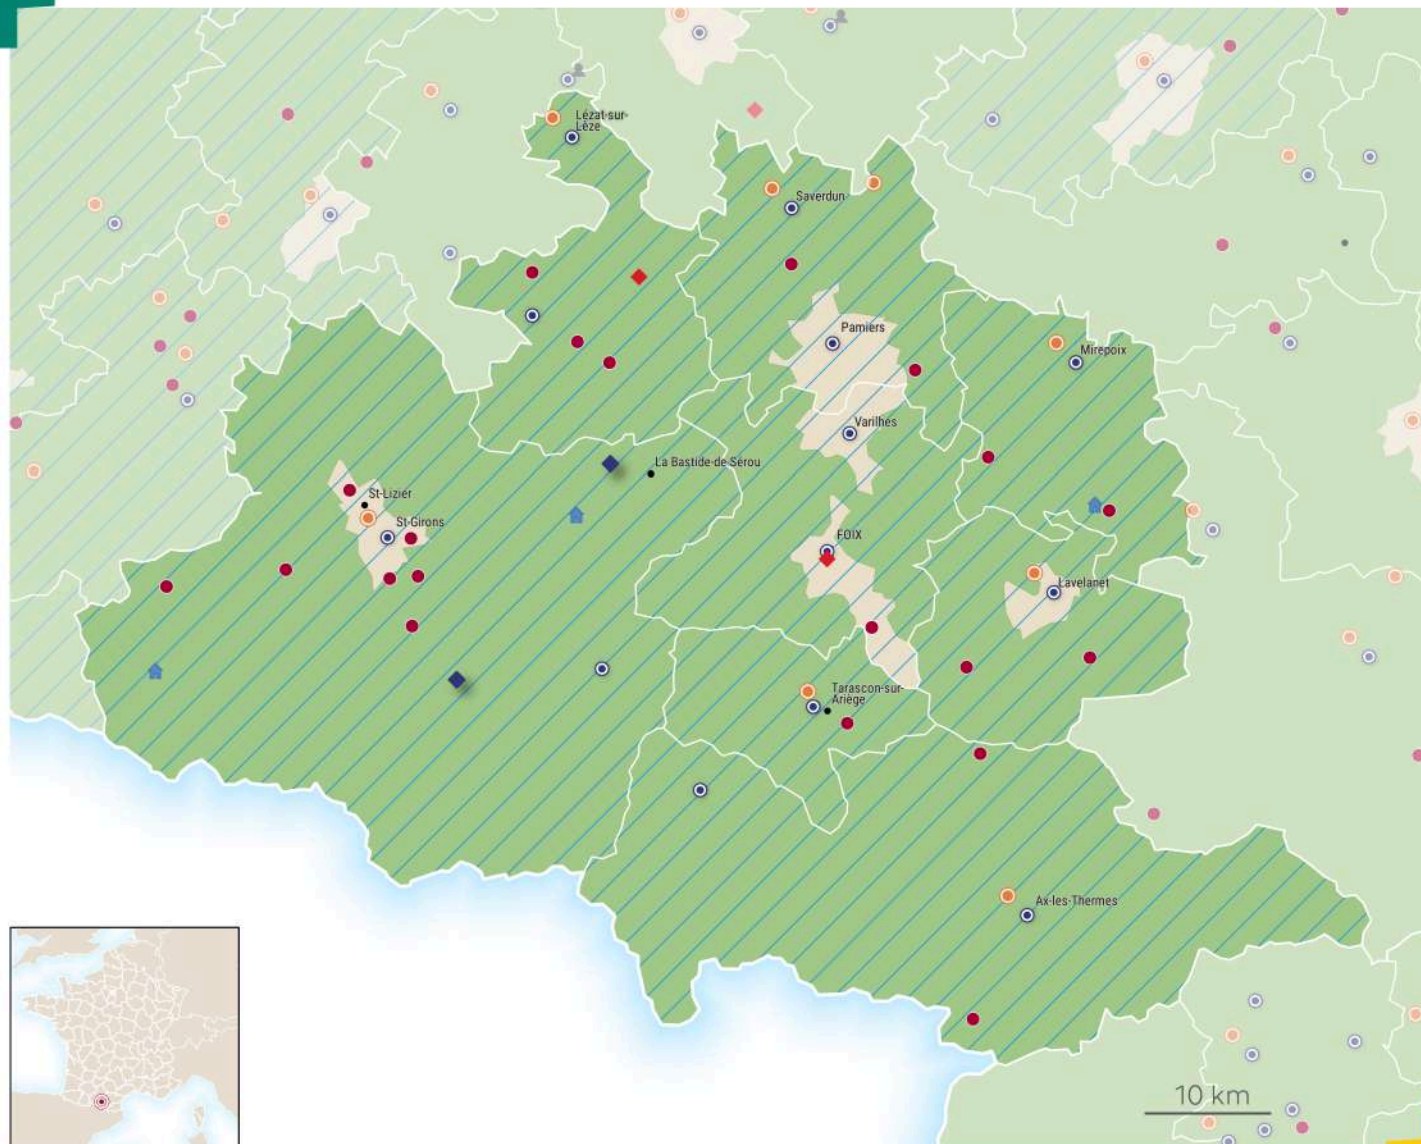 Lézat-sur-
Lèze
Saverdun
Pamiers
Mirepoix
Varilhes
La Bastide-de Sérou
St-Lizier
St-Girons
FOIX
Lavelanet
Tarascon-sur-
Ariège
Ax-les-Thermes
10 km